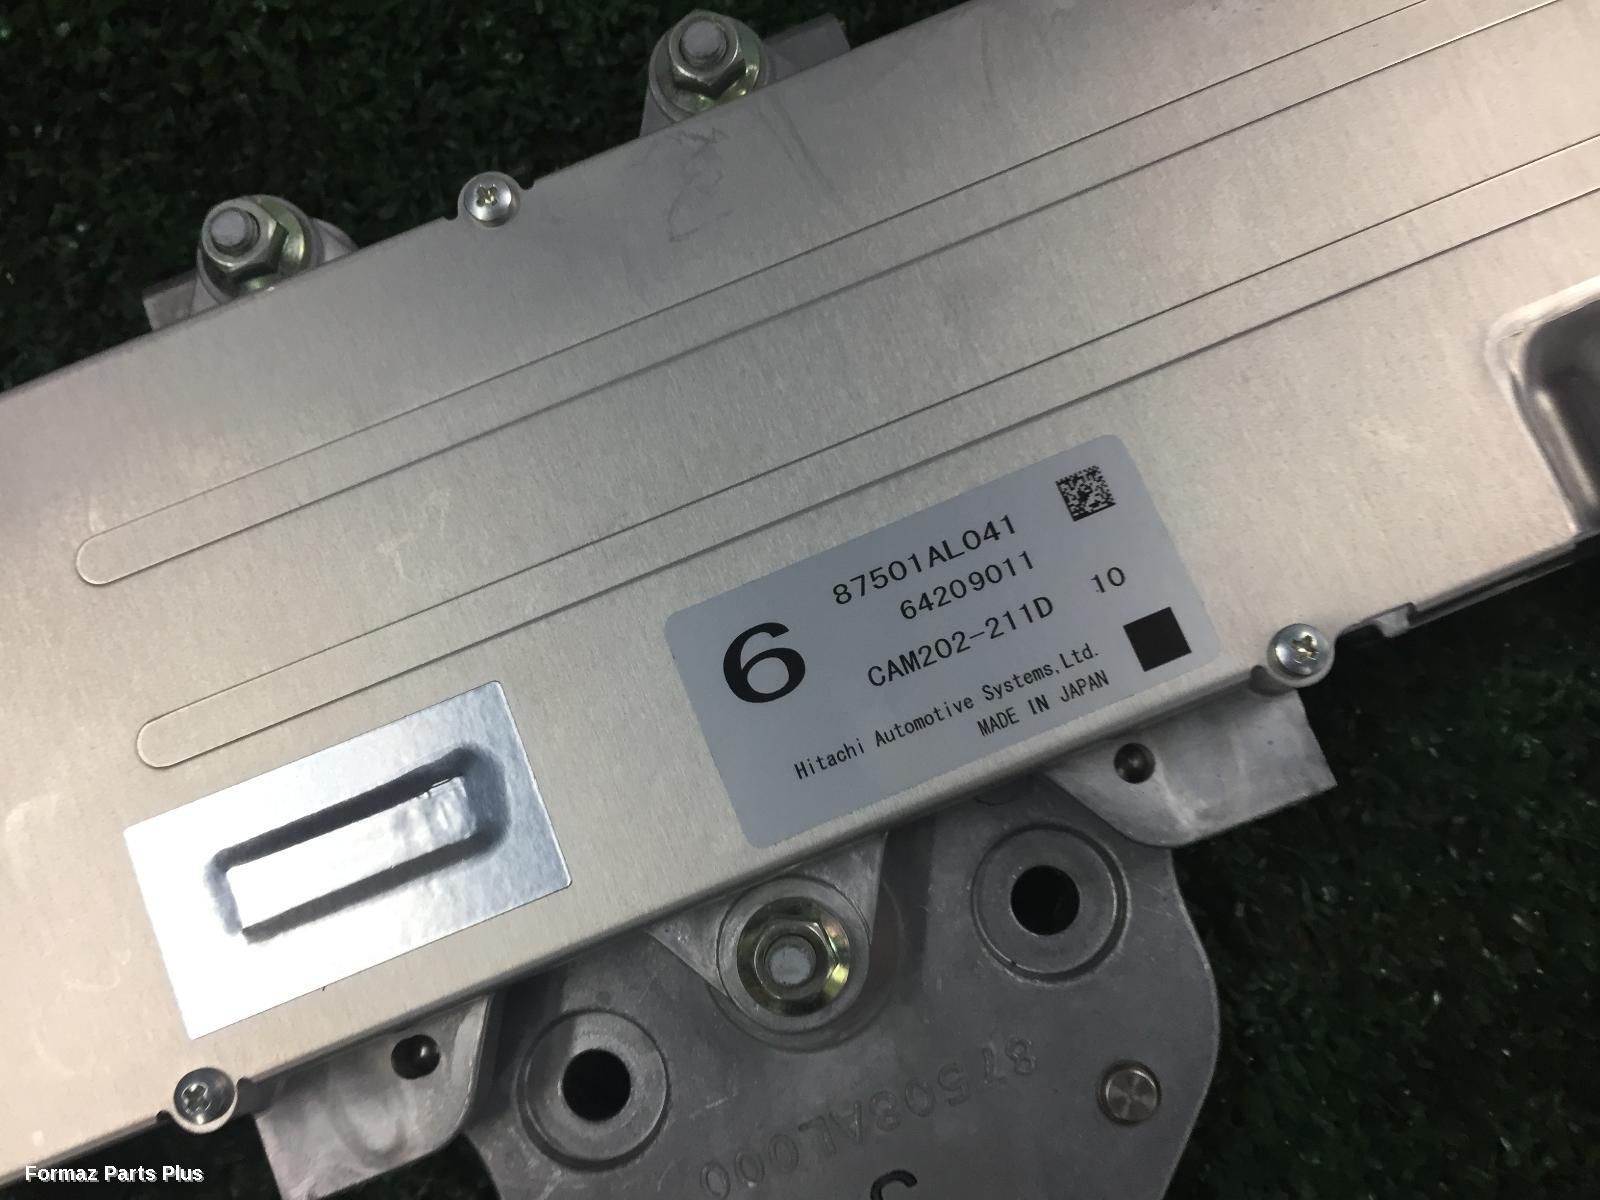 87501AL041
64209011
6
CAM202-211D 10
Hitachi Automotive Systems,Ltd.
MADE IN JAPAN
87508AL000
Formaz Parts Plus